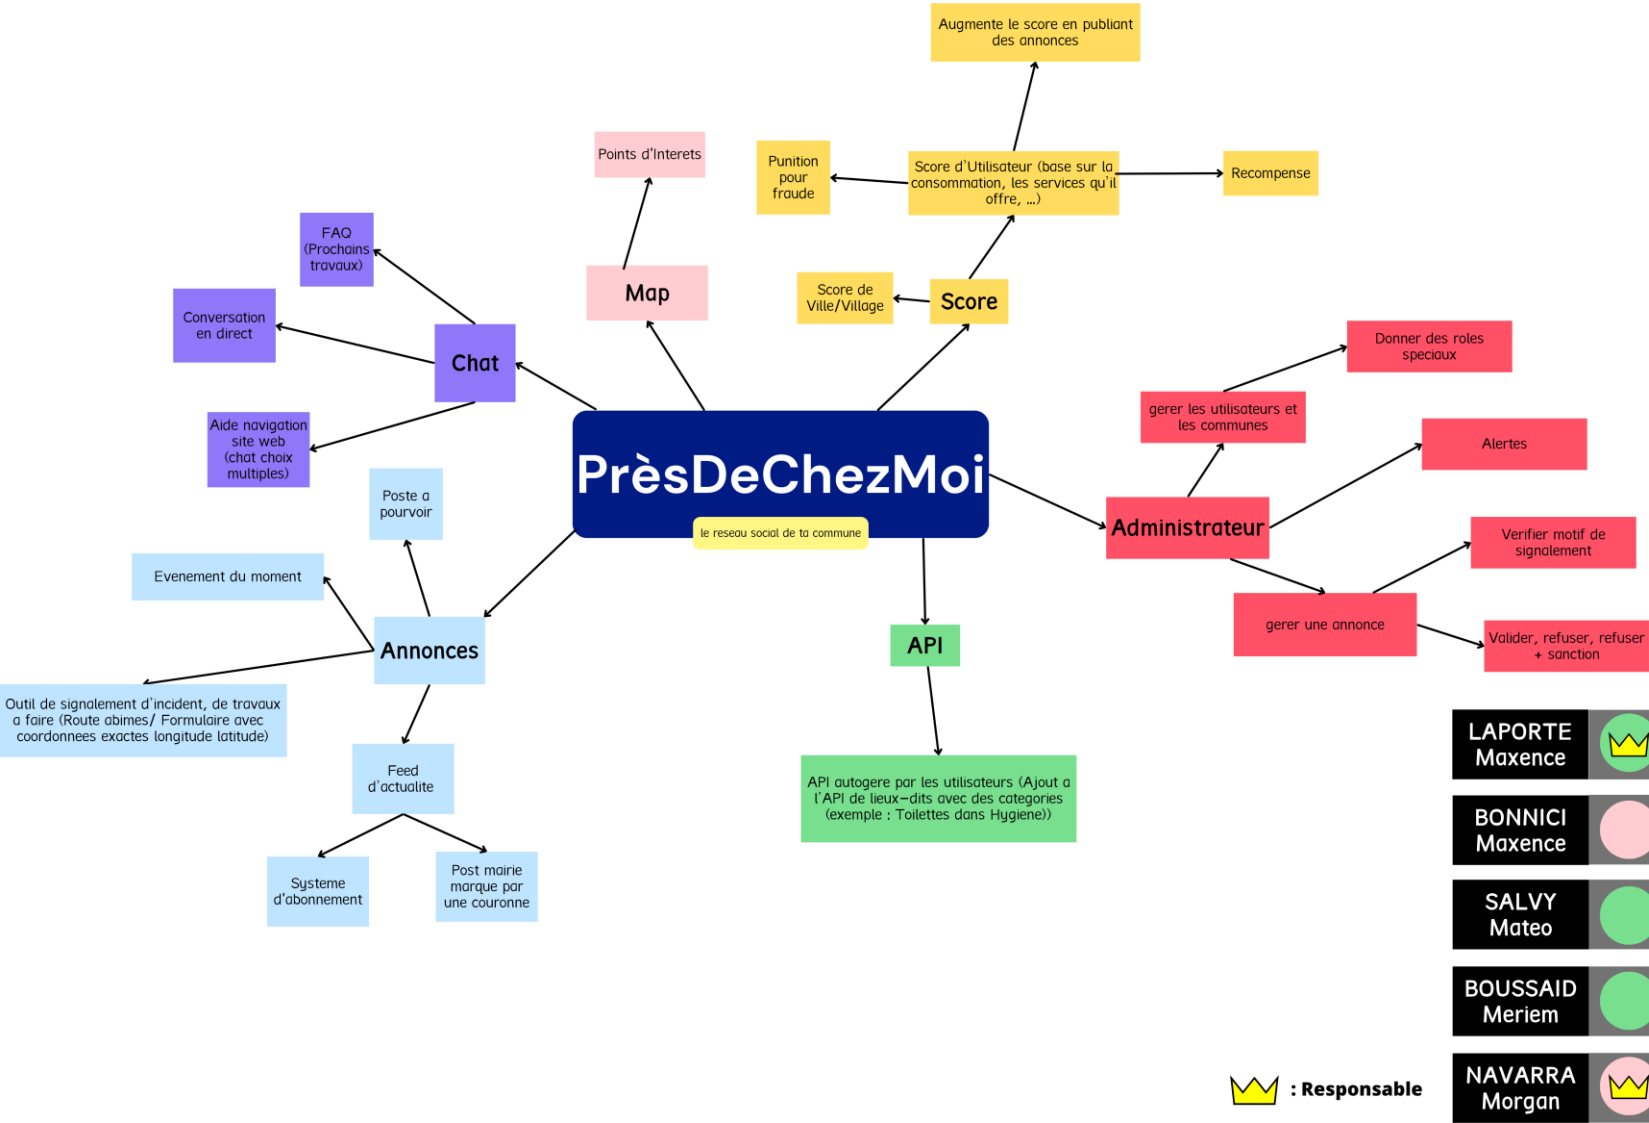 Augmente le score en publiant
des annonces
Points d'Interets
Punition
pour
fraude
Score d'Utilisateur (base sur la
consommation, les services qu'il
offre, ...)
Recompense
FAQ
(Prochains
travaux)
Conversation
en direct
Chat
Aide navigation
site web
(chat choix
multiples)
Map
Score de
Ville/Village
Score
Donner des roles
speciaux
gerer les utilisateurs et
les communes
Alertes
PrèsDeChezMoi
le reseau social de ta commune
Administrateur
Verifier motif de
signalement
gerer une annonce
Valider, refuser, refuser
+ sanction
Poste a
pourvoir
Evenement du moment
Annonces
Outil de signalement d'incident, de travaux
a faire (Route abimes/ Formulaire avec
coordonnees exactes longitude latitude)
Feed
d'actualite
Systeme
d'abonnement
Post mairie
marque par
une couronne
API
API autogere par les utilisateurs (Ajout a
l'API de lieux-dits avec des categories
(exemple : Toilettes dans Hygiene))
LAPORTE
Maxence
BONNICI
Maxence
SALVY
Mateo
BOUSSAID
Meriem
NAVARRA
Morgan
: Responsable